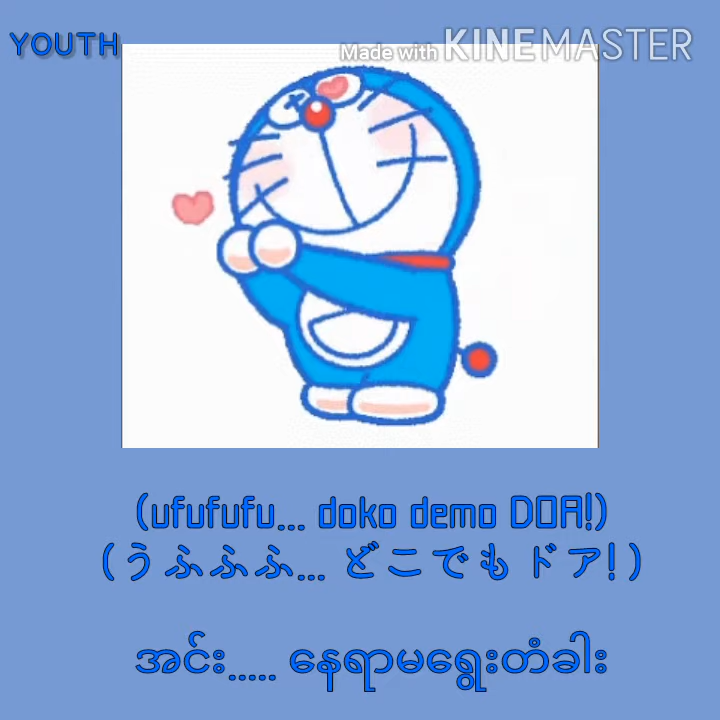 YOUTH
Made with KINEMASTER
(ufufufu... doko demo DOA!)
(うふふふ... どこでもドア!)
အင်း..... နေရာမရွေးတံခါး